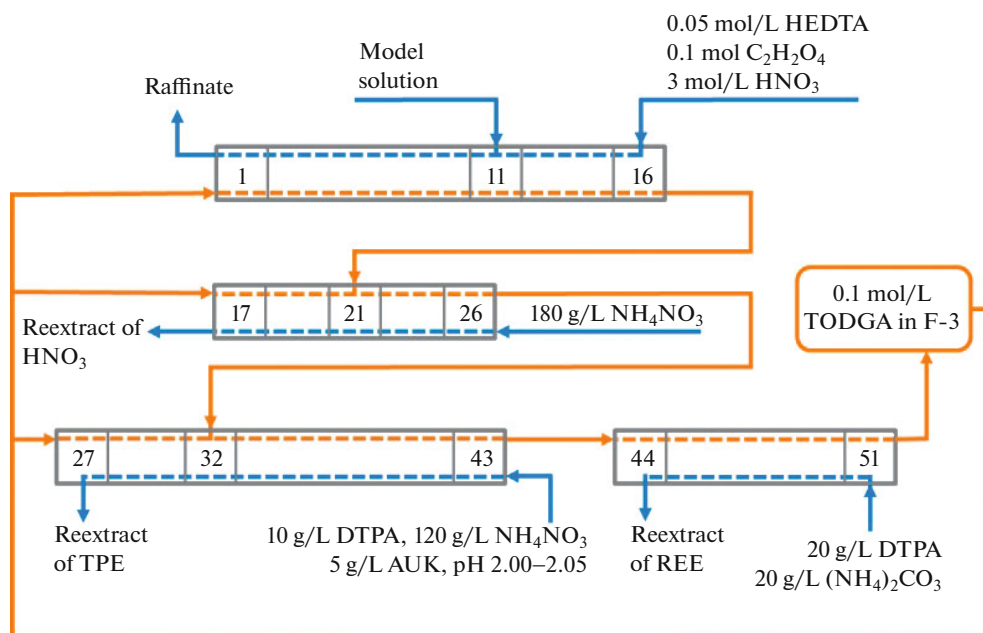 0.05 mol/L HEDTA
0.1 mol C₂H₂O₄
3 mol/L HNO₃
Model
solution
Raffinate
1
11
16
17
21
26
180 g/L NH₄NO₃
Reextract of
HNO₃
0.1 mol/L
TODGA in F-3
27
32
43
44
51
Reextract
of TPE
10 g/L DTPA, 120 g/L NH₄NO₃
5 g/L AUK, pH 2.00–2.05
Reextract
of REE
20 g/L DTPA
20 g/L (NH4)₂CO₃